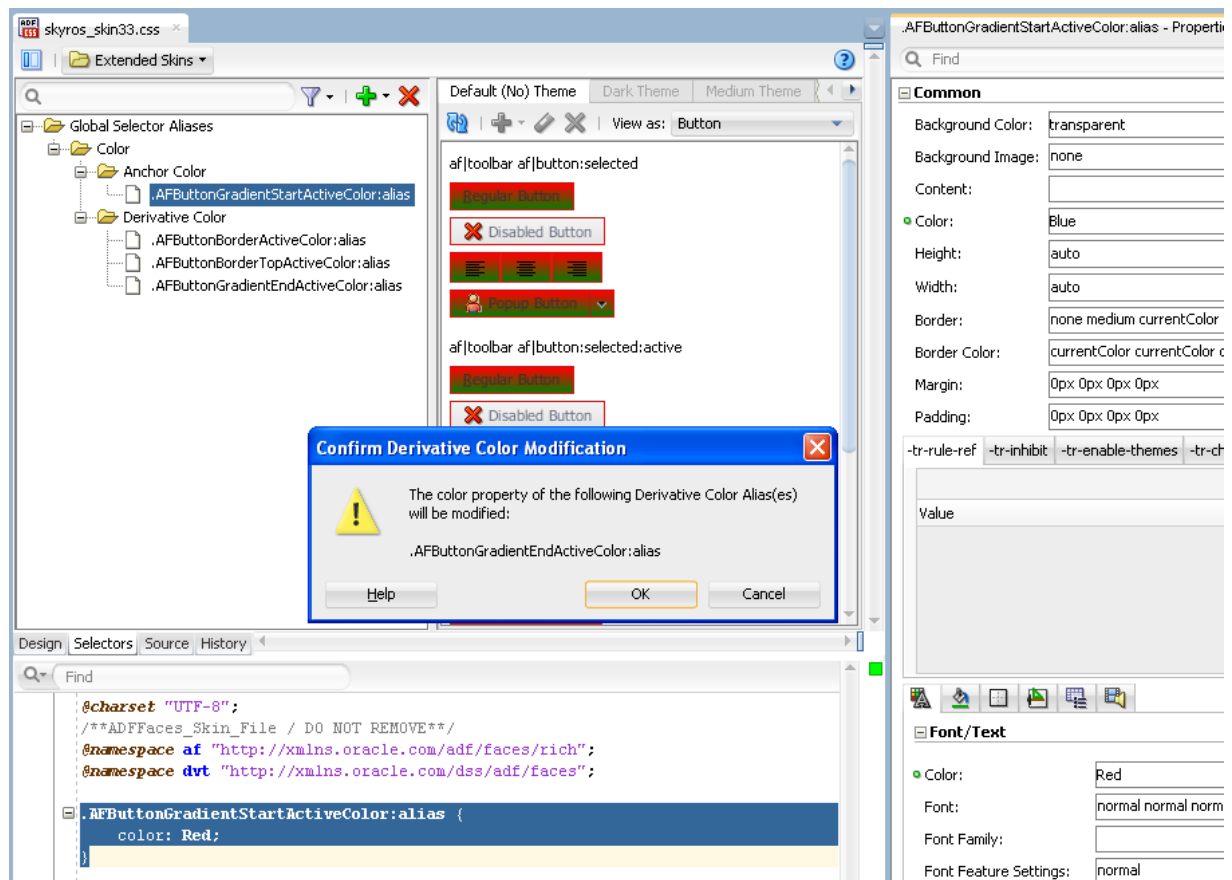 ADF
CSS
skyros_skin33.css
Extended Skins
Global Selector Aliases
Color
Anchor Color
.AFButtonGradientStartActiveColor:alias
Derivative Color
.AFButtonBorderActiveColor:alias
.AFButtonBorderTopActiveColor:alias
.AFButtonGradientEndActiveColor:alias
Default (No) Theme
Dark Theme
Medium Theme
View as: Button
af|toolbar af|button:selected
Regular Button
Disabled Button
Popup Button
af|toolbar af|button:selected:active
Regular Button
Disabled Button
Confirm Derivative Color Modification
The color property of the following Derivative Color Alias(es)
will be modified:
.AFButtonGradientEndActiveColor:alias
Help
OK
Cancel
Design
Selectors
Source
History
Find
@charset "UTF-8";
/**ADFFaces_Skin_File / DO NOT REMOVE**/
@namespace af "http://xmlns.oracle.com/adf/faces/rich";
@namespace dvt "http://xmlns.oracle.com/dss/adf/faces";
.AFButtonGradientStartActiveColor:alias {
color: Red;
}
.AFButtonGradientStartActiveColor:alias - Properti
Find
Common
Background Color: transparent
Background Image: none
Content:
Color: Blue
Height: auto
Width: auto
Border: none medium currentColor
Border Color: currentColor currentColor c
Margin: 0px 0px 0px 0px
Padding: 0px 0px 0px 0px
-tr-rule-ref
-tr-inhibit
-tr-enable-themes
-tr-ch
Value
Font/Text
Color: Red
Font: normal normal norm
Font Family:
Font Feature Settings: normal